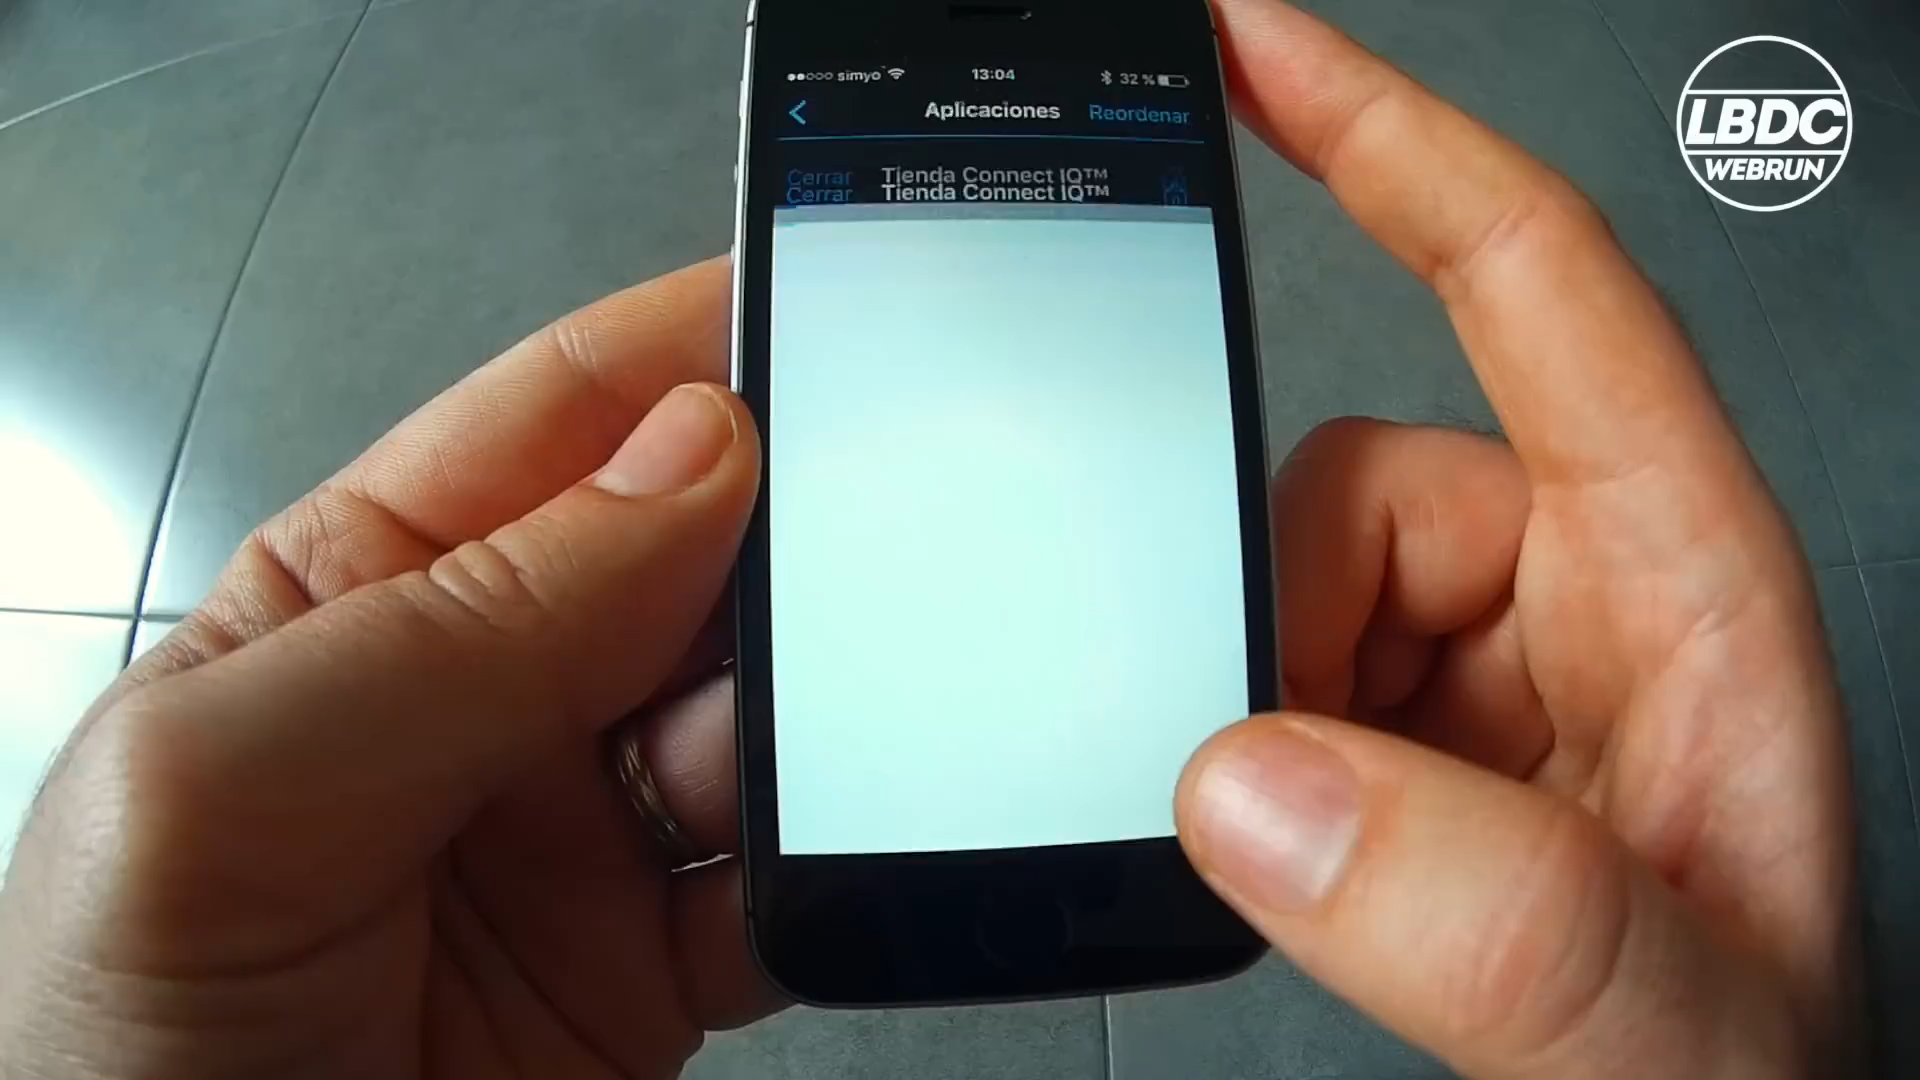 simyo 13:04 32 %
Aplicaciones Reordenar
Cerrar Tienda Connect IQ™
Cerrar Tienda Connect IQ™
LBDC
WEBRUN